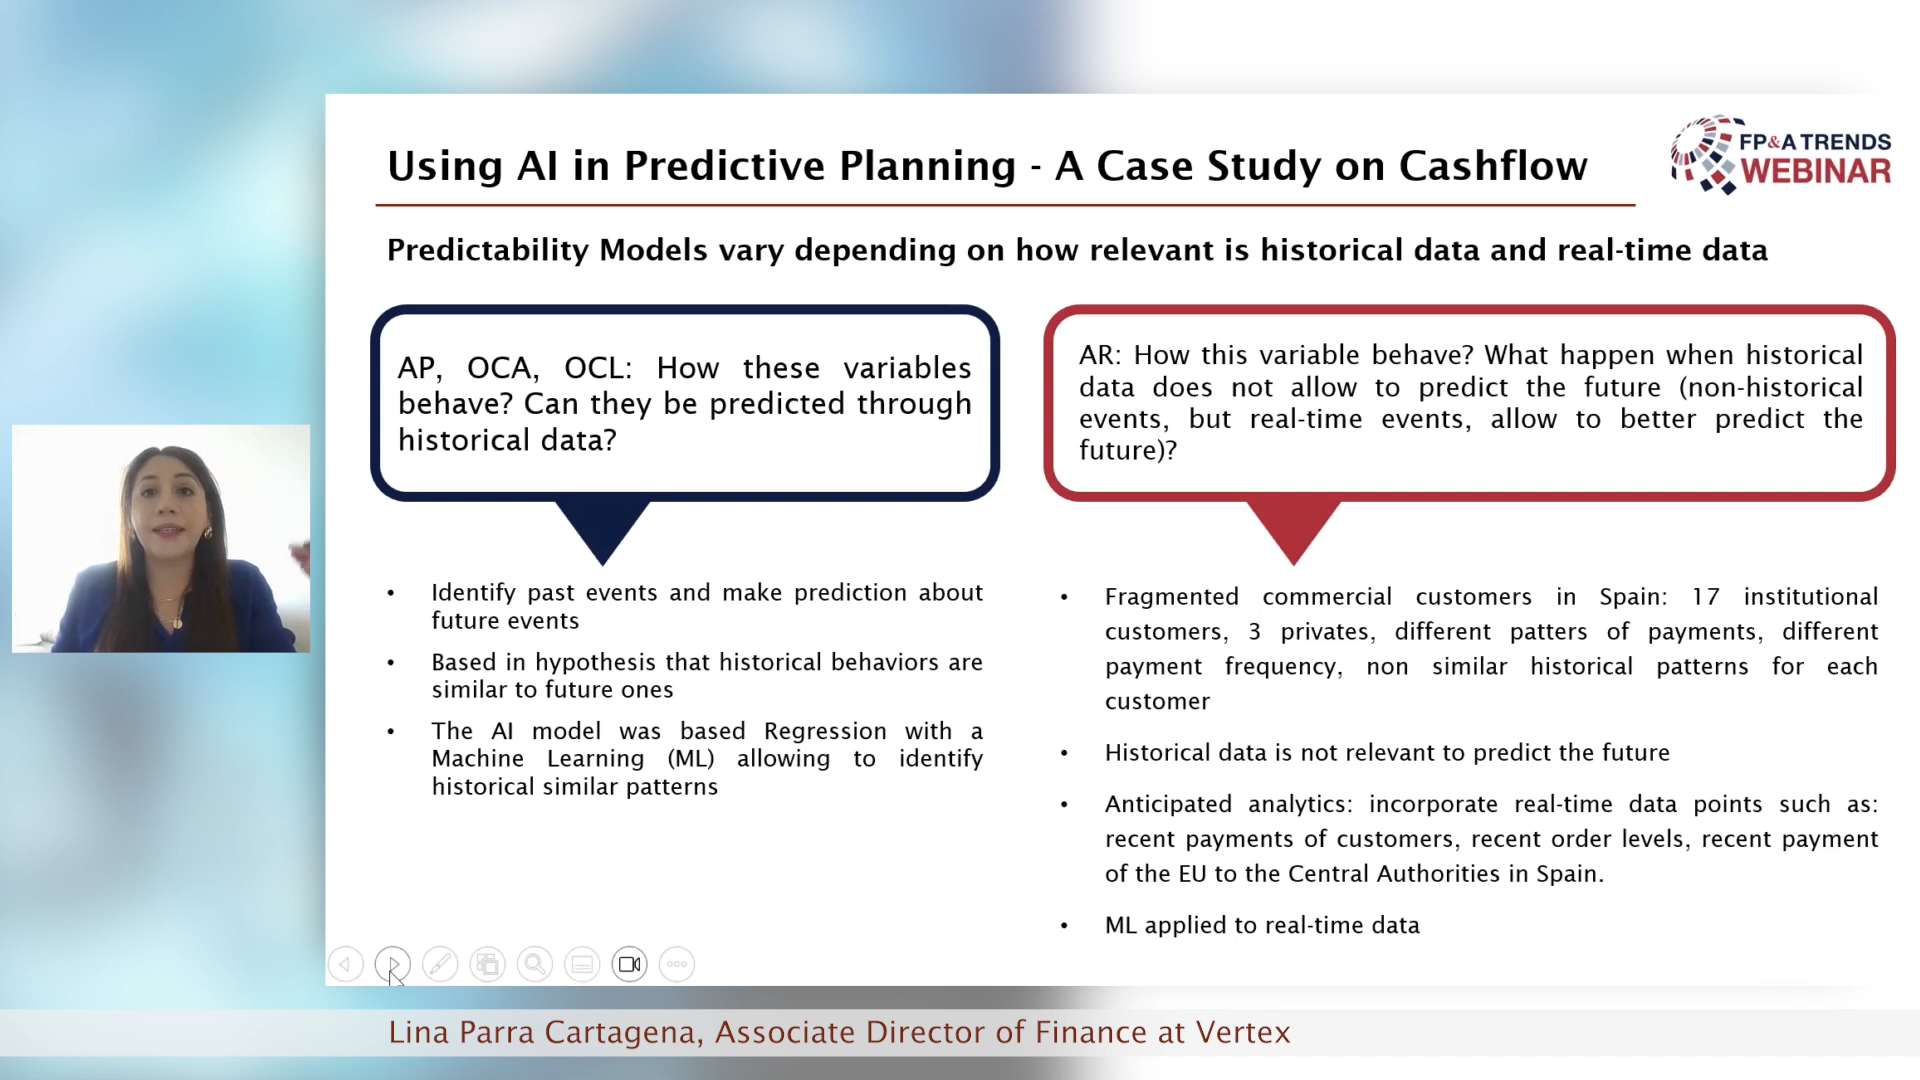 Using AI in Predictive Planning - A Case Study on Cashflow
FP&A TRENDS
WEBINAR
Predictability Models vary depending on how relevant is historical data and real-time data
AP, OCA, OCL: How these variables
behave? Can they be predicted through
historical data?
• Identify past events and make prediction about
future events
• Based in hypothesis that historical behaviors are
similar to future ones
• The AI model was based Regression with a
Machine Learning (ML) allowing to identify
historical similar patterns
AR: How this variable behave? What happen when historical
data does not allow to predict the future (non-historical
events, but real-time events, allow to better predict the
future)?
• Fragmented commercial customers in Spain: 17 institutional
customers, 3 privates, different patters of payments, different
payment frequency, non similar historical patterns for each
customer
• Historical data is not relevant to predict the future
• Anticipated analytics: incorporate real-time data points such as:
recent payments of customers, recent order levels, recent payment
of the EU to the Central Authorities in Spain.
• ML applied to real-time data
Lina Parra Cartagena, Associate Director of Finance at Vertex